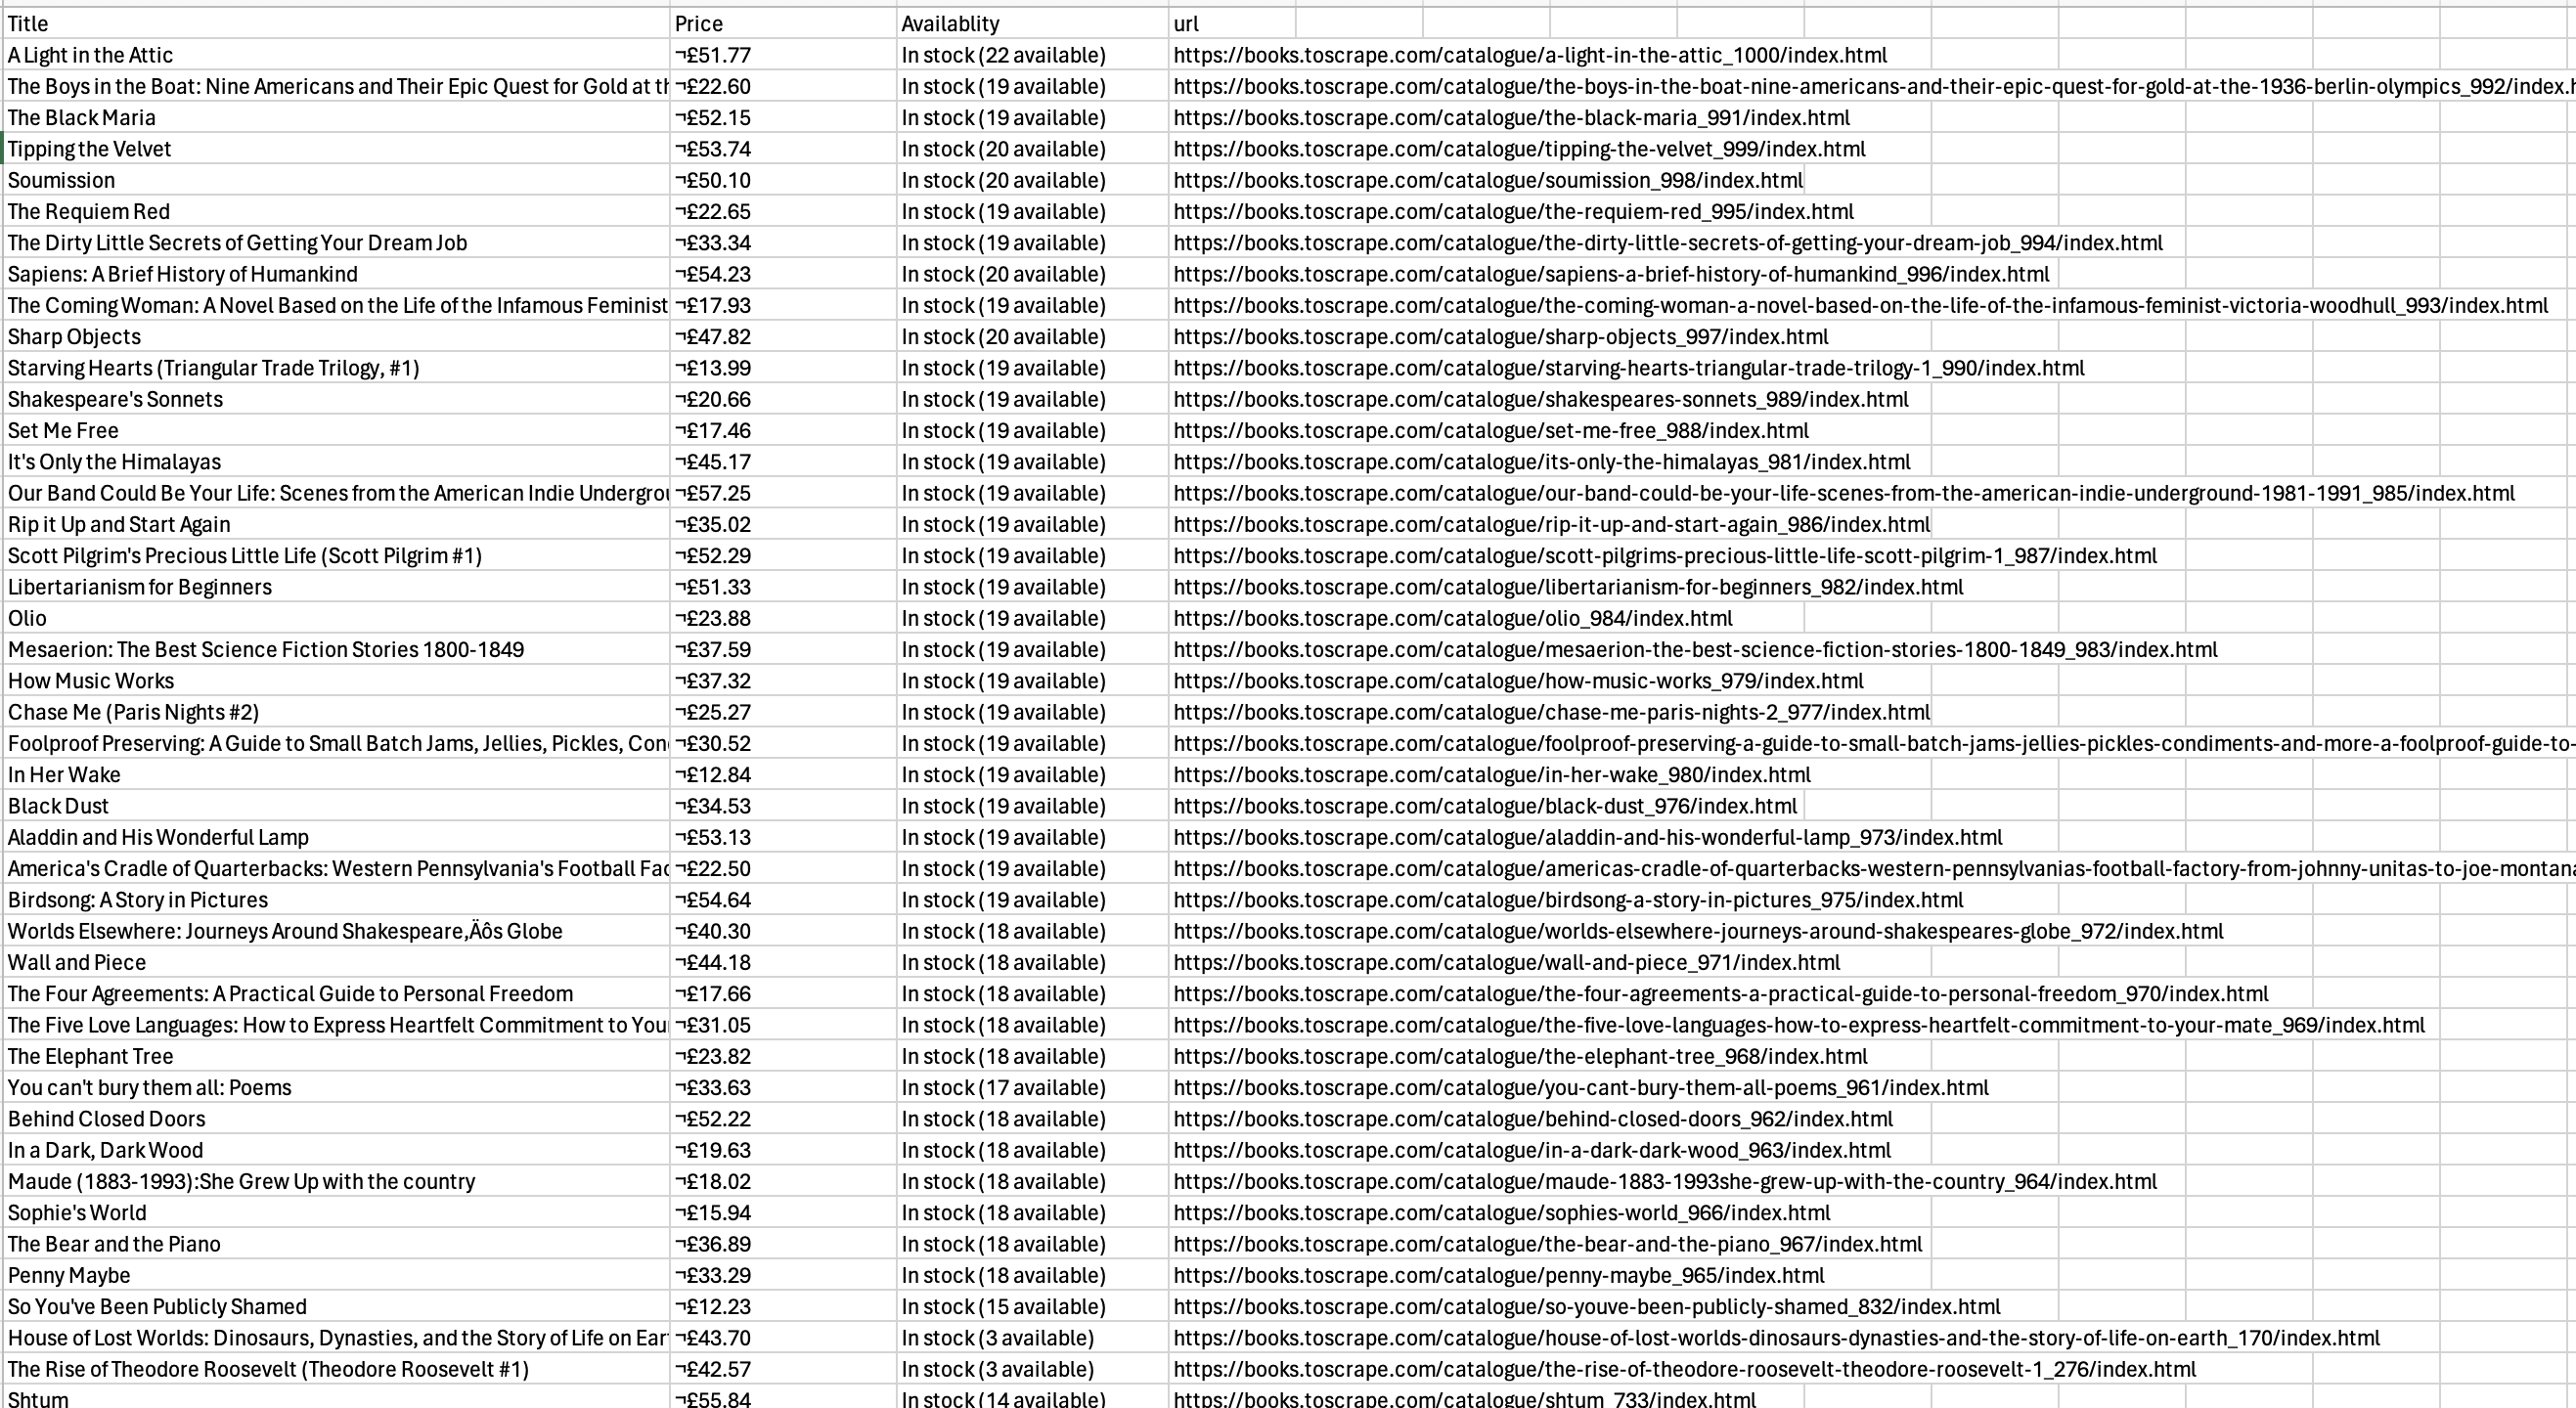 Title Price Availablity url
A Light in the Attic ¬£51.77 In stock (22 available) https://books.toscrape.com/catalogue/a-light-in-the-attic_1000/index.html
The Boys in the Boat: Nine Americans and Their Epic Quest for Gold at th ¬£22.60 In stock (19 available) https://books.toscrape.com/catalogue/the-boys-in-the-boat-nine-americans-and-their-epic-quest-for-gold-at-the-1936-berlin-olympics_992/index.h
The Black Maria ¬£52.15 In stock (19 available) https://books.toscrape.com/catalogue/the-black-maria_991/index.html
Tipping the Velvet ¬£53.74 In stock (20 available) https://books.toscrape.com/catalogue/tipping-the-velvet_999/index.html
Soumission ¬£50.10 In stock (20 available) https://books.toscrape.com/catalogue/soumission_998/index.html
The Requiem Red ¬£22.65 In stock (19 available) https://books.toscrape.com/catalogue/the-requiem-red_995/index.html
The Dirty Little Secrets of Getting Your Dream Job ¬£33.34 In stock (19 available) https://books.toscrape.com/catalogue/the-dirty-little-secrets-of-getting-your-dream-job_994/index.html
Sapiens: A Brief History of Humankind ¬£54.23 In stock (20 available) https://books.toscrape.com/catalogue/sapiens-a-brief-history-of-humankind_996/index.html
The Coming Woman: A Novel Based on the Life of the Infamous Feminist ¬£17.93 In stock (19 available) https://books.toscrape.com/catalogue/the-coming-woman-a-novel-based-on-the-life-of-the-infamous-feminist-victoria-woodhull_993/index.html
Sharp Objects ¬£47.82 In stock (20 available) https://books.toscrape.com/catalogue/sharp-objects_997/index.html
Starving Hearts (Triangular Trade Trilogy, #1) ¬£13.99 In stock (19 available) https://books.toscrape.com/catalogue/starving-hearts-triangular-trade-trilogy-1_990/index.html
Shakespeare's Sonnets ¬£20.66 In stock (19 available) https://books.toscrape.com/catalogue/shakespeares-sonnets_989/index.html
Set Me Free ¬£17.46 In stock (19 available) https://books.toscrape.com/catalogue/set-me-free_988/index.html
It's Only the Himalayas ¬£45.17 In stock (19 available) https://books.toscrape.com/catalogue/its-only-the-himalayas_981/index.html
Our Band Could Be Your Life: Scenes from the American Indie Undergrou ¬£57.25 In stock (19 available) https://books.toscrape.com/catalogue/our-band-could-be-your-life-scenes-from-the-american-indie-underground-1981-1991_985/index.html
Rip it Up and Start Again ¬£35.02 In stock (19 available) https://books.toscrape.com/catalogue/rip-it-up-and-start-again_986/index.html
Scott Pilgrim's Precious Little Life (Scott Pilgrim #1) ¬£52.29 In stock (19 available) https://books.toscrape.com/catalogue/scott-pilgrims-precious-little-life-scott-pilgrim-1_987/index.html
Libertarianism for Beginners ¬£51.33 In stock (19 available) https://books.toscrape.com/catalogue/libertarianism-for-beginners_982/index.html
Olio ¬£23.88 In stock (19 available) https://books.toscrape.com/catalogue/olio_984/index.html
Mesaerion: The Best Science Fiction Stories 1800-1849 ¬£37.59 In stock (19 available) https://books.toscrape.com/catalogue/mesaerion-the-best-science-fiction-stories-1800-1849_983/index.html
How Music Works ¬£37.32 In stock (19 available) https://books.toscrape.com/catalogue/how-music-works_979/index.html
Chase Me (Paris Nights #2) ¬£25.27 In stock (19 available) https://books.toscrape.com/catalogue/chase-me-paris-nights-2_977/index.html
Foolproof Preserving: A Guide to Small Batch Jams, Jellies, Pickles, Con ¬£30.52 In stock (19 available) https://books.toscrape.com/catalogue/foolproof-preserving-a-guide-to-small-batch-jams-jellies-pickles-condiments-and-more-a-foolproof-guide-to-
In Her Wake ¬£12.84 In stock (19 available) https://books.toscrape.com/catalogue/in-her-wake_980/index.html
Black Dust ¬£34.53 In stock (19 available) https://books.toscrape.com/catalogue/black-dust_976/index.html
Aladdin and His Wonderful Lamp ¬£53.13 In stock (19 available) https://books.toscrape.com/catalogue/aladdin-and-his-wonderful-lamp_973/index.html
America's Cradle of Quarterbacks: Western Pennsylvania's Football Fac ¬£22.50 In stock (19 available) https://books.toscrape.com/catalogue/americas-cradle-of-quarterbacks-western-pennsylvanias-football-factory-from-johnny-unitas-to-joe-montana
Birdsong: A Story in Pictures ¬£54.64 In stock (19 available) https://books.toscrape.com/catalogue/birdsong-a-story-in-pictures_975/index.html
Worlds Elsewhere: Journeys Around Shakespeare‚Äôs Globe ¬£40.30 In stock (18 available) https://books.toscrape.com/catalogue/worlds-elsewhere-journeys-around-shakespeares-globe_972/index.html
Wall and Piece ¬£44.18 In stock (18 available) https://books.toscrape.com/catalogue/wall-and-piece_971/index.html
The Four Agreements: A Practical Guide to Personal Freedom ¬£17.66 In stock (18 available) https://books.toscrape.com/catalogue/the-four-agreements-a-practical-guide-to-personal-freedom_970/index.html
The Five Love Languages: How to Express Heartfelt Commitment to Your ¬£31.05 In stock (18 available) https://books.toscrape.com/catalogue/the-five-love-languages-how-to-express-heartfelt-commitment-to-your-mate_969/index.html
The Elephant Tree ¬£23.82 In stock (18 available) https://books.toscrape.com/catalogue/the-elephant-tree_968/index.html
You can't bury them all: Poems ¬£33.63 In stock (17 available) https://books.toscrape.com/catalogue/you-cant-bury-them-all-poems_961/index.html
Behind Closed Doors ¬£52.22 In stock (18 available) https://books.toscrape.com/catalogue/behind-closed-doors_962/index.html
In a Dark, Dark Wood ¬£19.63 In stock (18 available) https://books.toscrape.com/catalogue/in-a-dark-dark-wood_963/index.html
Maude (1883-1993):She Grew Up with the country ¬£18.02 In stock (18 available) https://books.toscrape.com/catalogue/maude-1883-1993she-grew-up-with-the-country_964/index.html
Sophie's World ¬£15.94 In stock (18 available) https://books.toscrape.com/catalogue/sophies-world_966/index.html
The Bear and the Piano ¬£36.89 In stock (18 available) https://books.toscrape.com/catalogue/the-bear-and-the-piano_967/index.html
Penny Maybe ¬£33.29 In stock (18 available) https://books.toscrape.com/catalogue/penny-maybe_965/index.html
So You've Been Publicly Shamed ¬£12.23 In stock (15 available) https://books.toscrape.com/catalogue/so-youve-been-publicly-shamed_832/index.html
House of Lost Worlds: Dinosaurs, Dynasties, and the Story of Life on Ear ¬£43.70 In stock (3 available) https://books.toscrape.com/catalogue/house-of-lost-worlds-dinosaurs-dynasties-and-the-story-of-life-on-earth_170/index.html
The Rise of Theodore Roosevelt (Theodore Roosevelt #1) ¬£42.57 In stock (3 available) https://books.toscrape.com/catalogue/the-rise-of-theodore-roosevelt-theodore-roosevelt-1_276/index.html
Shtum ¬£55.84 In stock (14 available) https://books.toscrape.com/catalogue/shtum_733/index.html